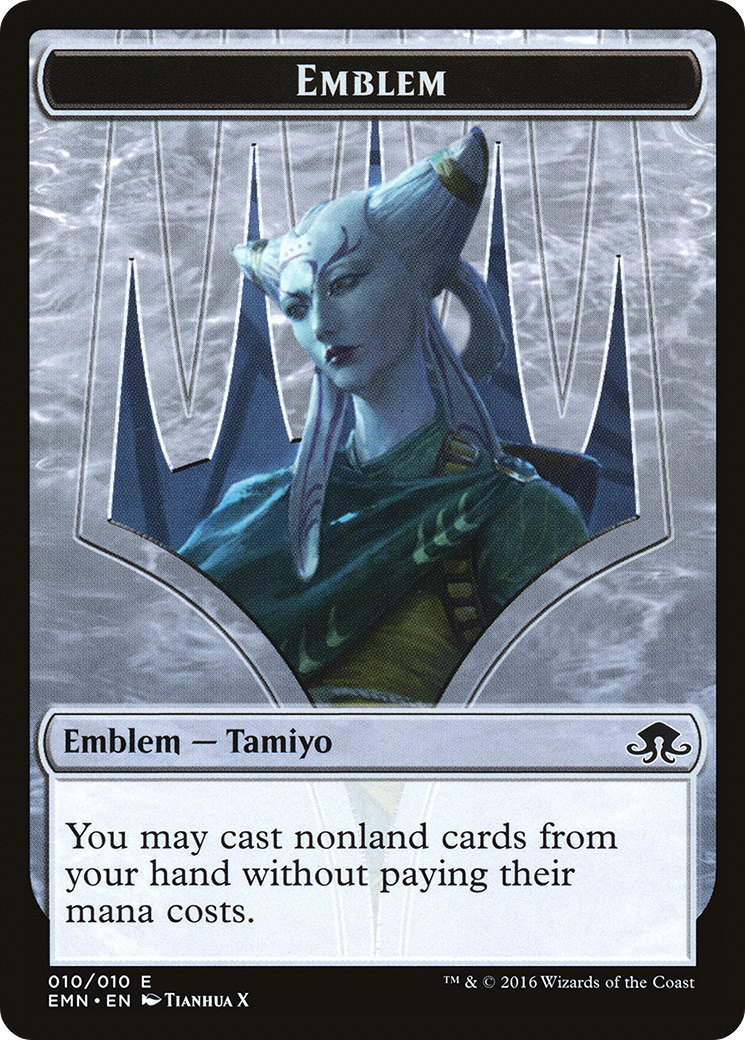 EMBLEM
Emblem — Tamiyo
You may cast nonland cards from
your hand without paying their
mana costs.
010/010 E
EMN • EN TIANHUA X
™ & © 2016 Wizards of the Coast